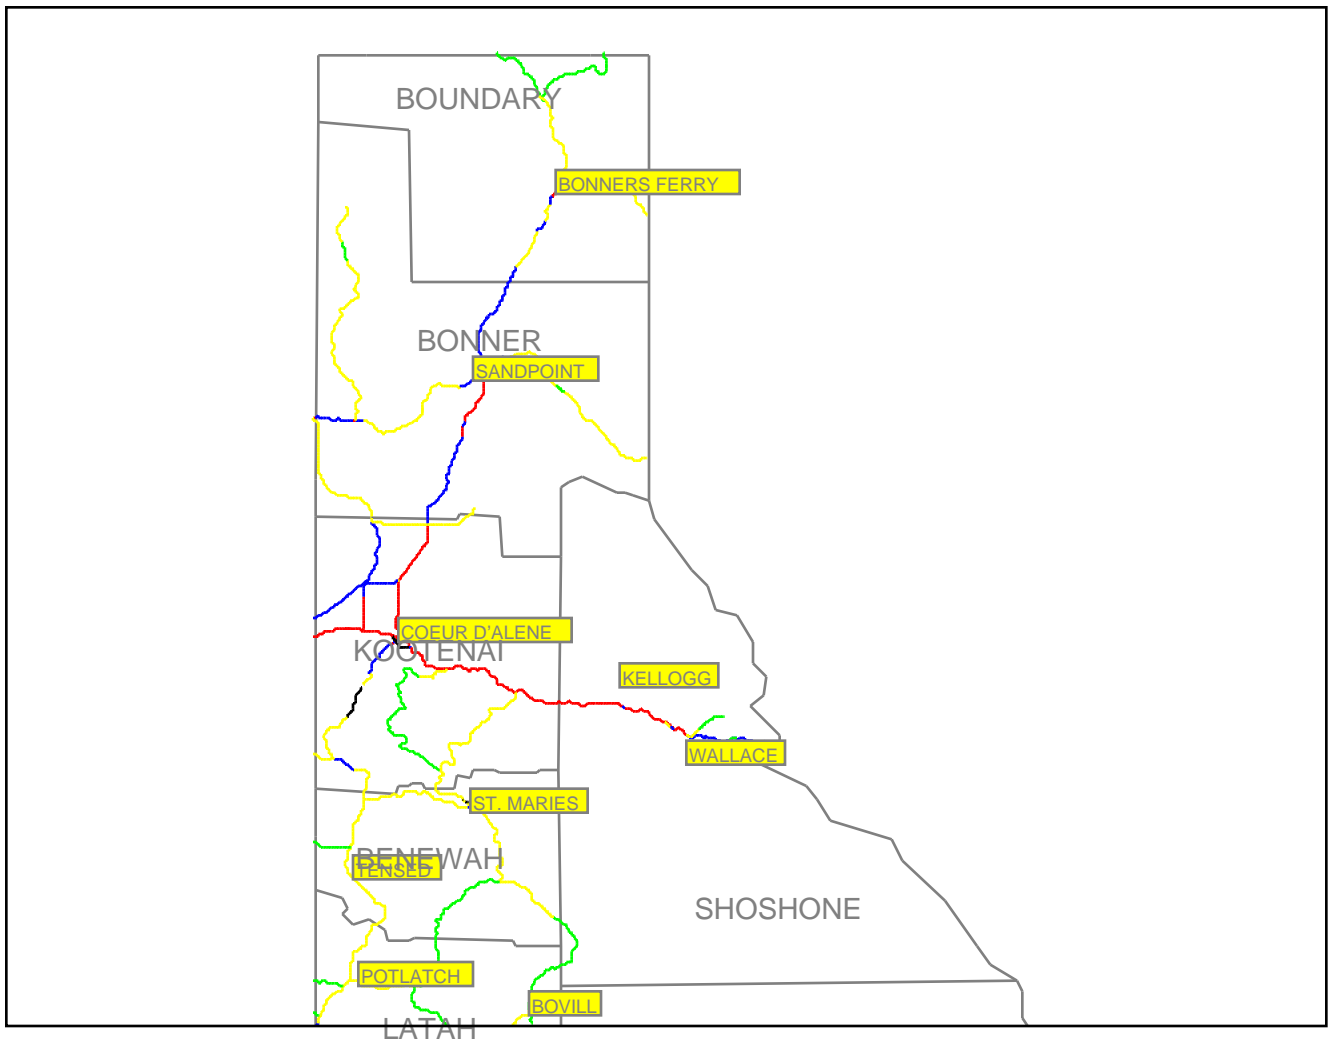 BOUNDARY
BONNERS FERRY
BONNER
SANDPOINT
COEUR D'ALENE
KOOTENAI
KELLOGG
WALLACE
ST. MARIES
BENEWAH
TENSED
SHOSHONE
POTLATCH
BOVILL
LATAH